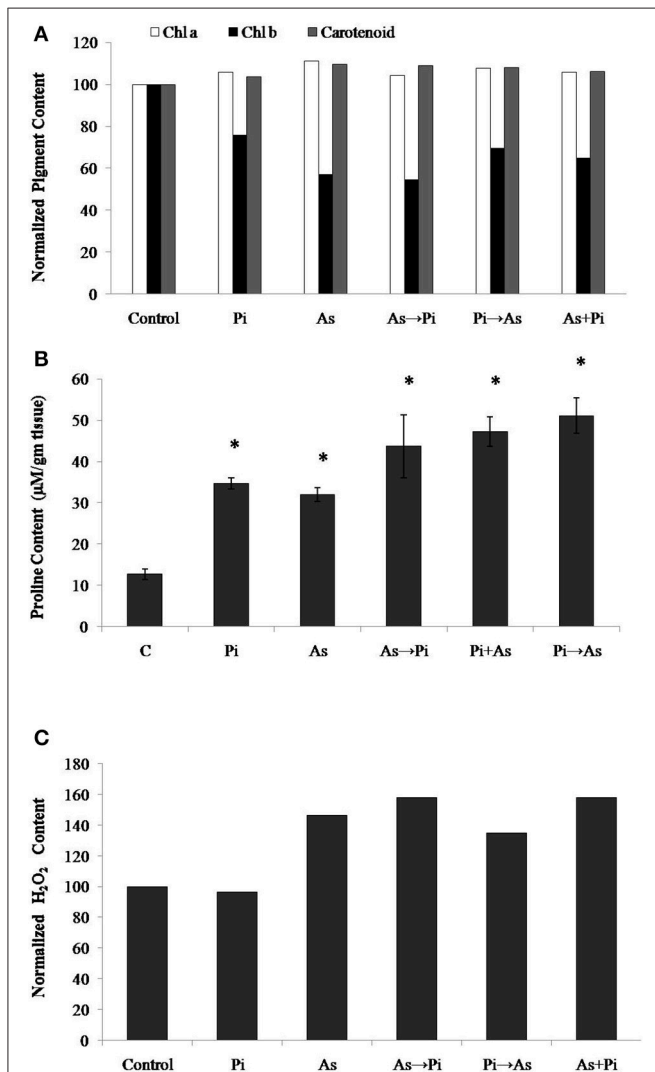 A
Chl a Chl b Carotenoid
Normalized Pigment Content
120
100
80
60
40
20
0
Control Pi As As→Pi Pi→As As+Pi
B
Proline Content (µM/gm tissue)
60
50
40
30
20
10
0
* * * * *
C Pi As As→Pi Pi+As Pi→As
C
Normalized H₂O₂ Content
180
160
140
120
100
80
60
40
20
0
Control Pi As As→Pi Pi→As As+Pi